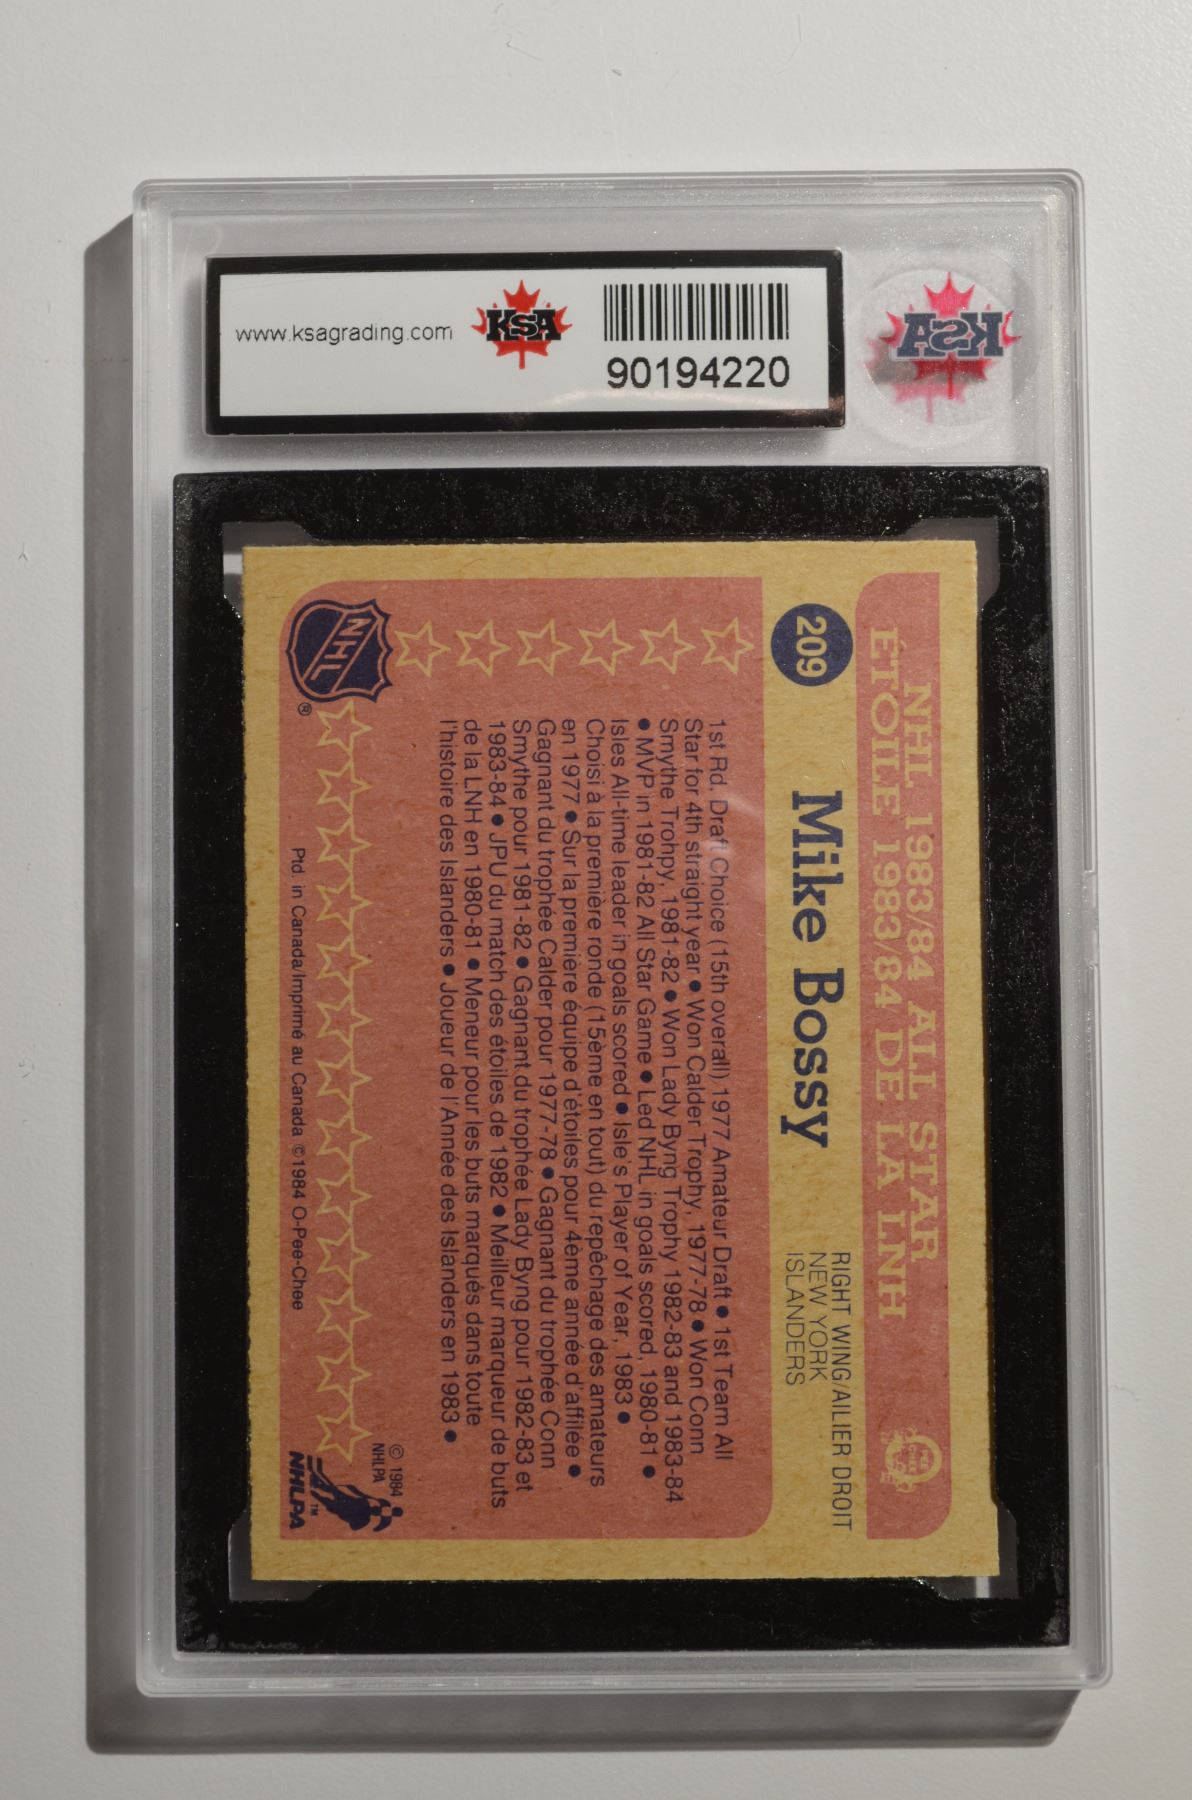 www.ksagrading.com
KSA
90194220
KSA
NHL 1983/84 ALL STAR
ÉTOILE 1983/84 DE LA LNH
O PEE CHEE
209
Mike Bossy
RIGHT WING/AILIER DROIT
NEW YORK
ISLANDERS
1st Rd. Draft Choice (15th overall) 1977 Amateur Draft ● 1st Team All
Star for 4th straight year ● Won Calder Trophy, 1977-78 ● Won Conn
Smythe Trohpy, 1981-82 ● Won Lady Byng Trophy 1982-83 and 1983-84
● MVP in 1981-82 All Star Game ● Led NHL in goals scored, 1980-81 ●
Isles All-time leader in goals scored ● Isle's Player of Year, 1983 ●
Choisi à la première ronde (15ème en tout) du repêchage des amateurs
en 1977 ● Sur la première équipe d'étoiles pour 4ème année d'affilée ●
Gagnant du trophée Calder pour 1977-78 ● Gagnant du trophée Conn
Smythe pour 1981-82 ● Gagnant du trophée Lady Byng pour 1982-83 et
1983-84 ● JPU du match des étoiles de 1982 ● Meilleur marqueur de buts
de la LNH en 1980-81 ● Meneur pour les buts marqués dans toute
l'histoire des Islanders ● Joueur de l'Année des Islanders en 1983 ●
NHL
®
© 1984
NHLPA
TM
NHLPA
Ptd. in Canada/Imprimé au Canada ©1984 O-Pee-Chee